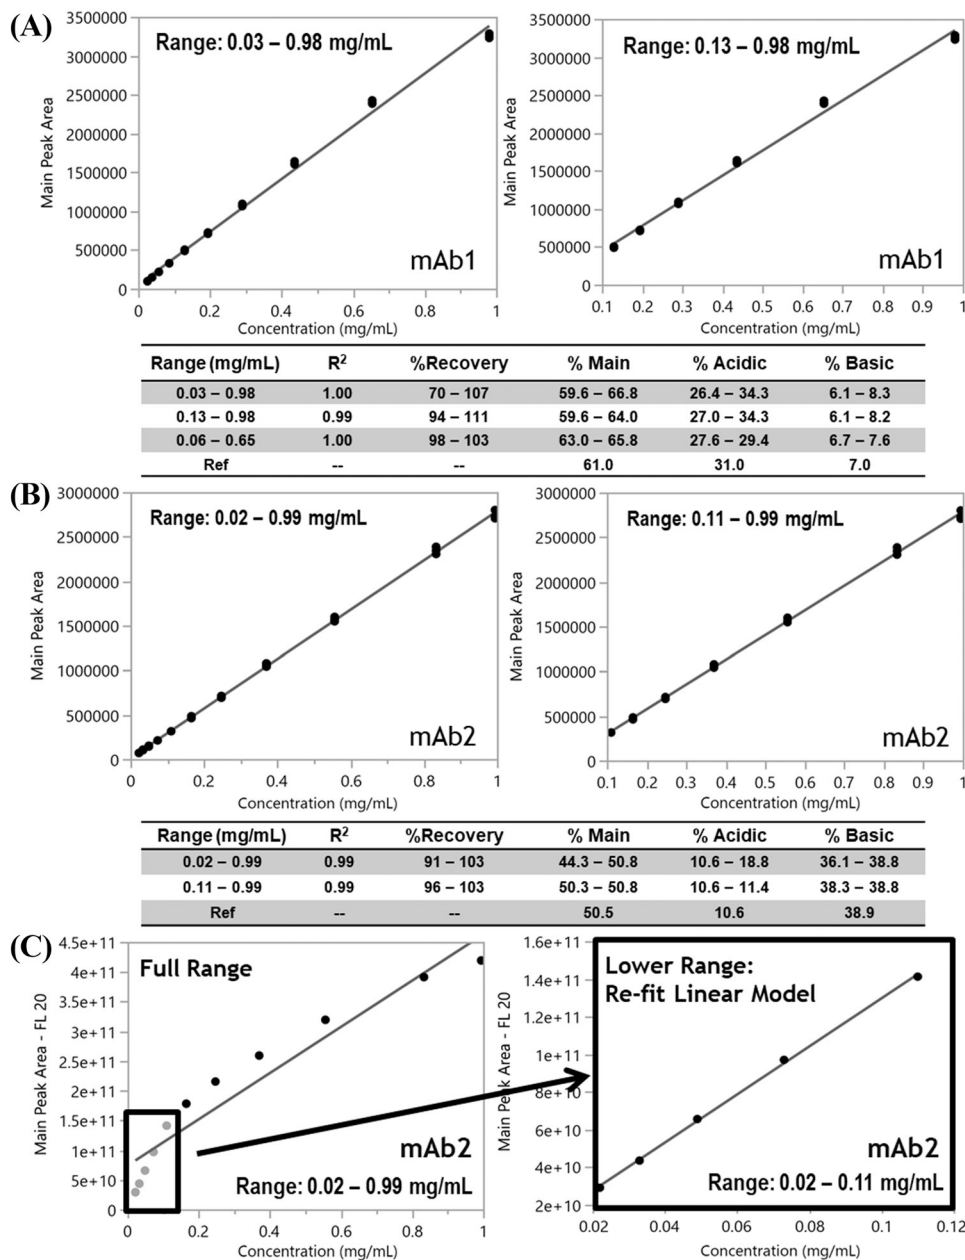 (A)
3500000
3000000
2500000
2000000
1500000
1000000
500000
0
Main Peak Area
Range: 0.03 – 0.98 mg/mL
mAb1
0 0.2 0.4 0.6 0.8 1
Concentration (mg/mL)
3500000
3000000
2500000
2000000
1500000
1000000
500000
0
Main Peak Area
Range: 0.13 – 0.98 mg/mL
mAb1
0.1 0.2 0.3 0.4 0.5 0.6 0.7 0.8 0.9 1
Concentration (mg/mL)
Range (mg/mL) R2 %Recovery % Main % Acidic % Basic
0.03 – 0.98 1.00 70 – 107 59.6 – 66.8 26.4 – 34.3 6.1 – 8.3
0.13 – 0.98 0.99 94 – 111 59.6 – 64.0 27.0 – 34.3 6.1 – 8.2
0.06 – 0.65 1.00 98 – 103 63.0 – 65.8 27.6 – 29.4 6.7 – 7.6
Ref -- -- 61.0 31.0 7.0
(B)
3000000
2500000
2000000
1500000
1000000
500000
0
Main Peak Area
Range: 0.02 – 0.99 mg/mL
mAb2
0 0.2 0.4 0.6 0.8 1
Concentration (mg/mL)
3000000
2500000
2000000
1500000
1000000
500000
0
Main Peak Area
Range: 0.11 – 0.99 mg/mL
mAb2
0.1 0.2 0.3 0.4 0.5 0.6 0.7 0.8 0.9 1
Concentration (mg/mL)
Range (mg/mL) R2 %Recovery % Main % Acidic % Basic
0.02 – 0.99 0.99 91 – 103 44.3 – 50.8 10.6 – 18.8 36.1 – 38.8
0.11 – 0.99 0.99 96 – 103 50.3 – 50.8 10.6 – 11.4 38.3 – 38.8
Ref -- -- 50.5 10.6 38.9
(C)
4.5e+11
4e+11
3.5e+11
3e+11
2.5e+11
2e+11
1.5e+11
1e+11
5e+10
0
Main Peak Area - FL 20
Full Range
mAb2
Range: 0.02 – 0.99 mg/mL
0 0.2 0.4 0.6 0.8 1
Concentration (mg/mL)
1.6e+11
1.4e+11
1.2e+11
1e+11
8e+10
6e+10
4e+10
2e+10
Main Peak Area - FL 20
Lower Range:
Re-fit Linear Model
mAb2
Range: 0.02 – 0.11 mg/mL
0.02 0.04 0.06 0.08 0.1 0.12
Concentration (mg/mL)